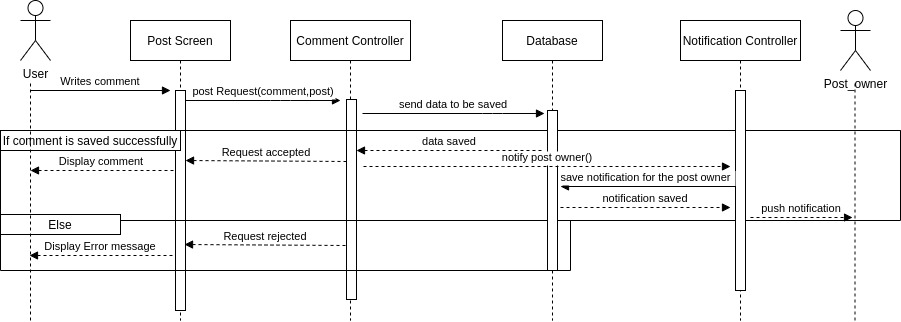 Post Screen
Comment Controller
Database
Notification Controller
User
Post_owner
Writes comment
post Request(comment,post)
send data to be saved
If comment is saved successfully
data saved
Request accepted
notify post owner()
Display comment
save notification for the post owner
notification saved
push notification
Else
Request rejected
Display Error message